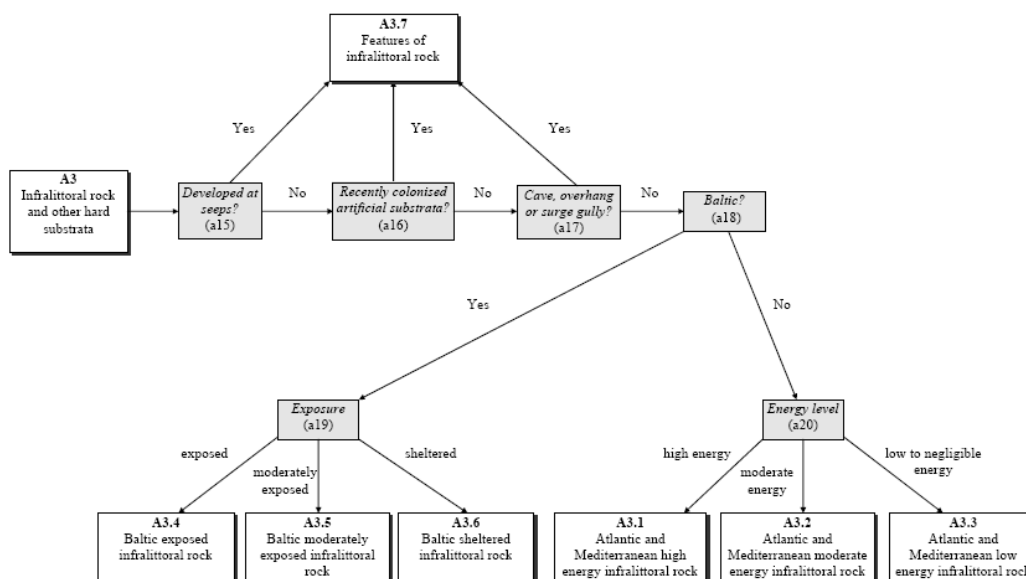 A3.7
Features of
infralittoral rock
Yes
Yes
Yes
A3
Infralittoral rock
and other hard
substrata
Developed at
seeps?
(a15)
No
Recently colonised
artificial substrata?
(a16)
No
Cave, overhang
or surge gully?
(a17)
No
Baltic?
(a18)
Yes
No
Exposure
(a19)
Energy level
(a20)
exposed
moderately
exposed
sheltered
high energy
moderate
energy
low to negligible
energy
A3.4
Baltic exposed
infralittoral rock
A3.5
Baltic moderately
exposed infralittoral
rock
A3.6
Baltic sheltered
infralittoral rock
A3.1
Atlantic and
Mediterranean high
energy infralittoral rock
A3.2
Atlantic and
Mediterranean moderate
energy infralittoral rock
A3.3
Atlantic and
Mediterranean low
energy infralittoral rock